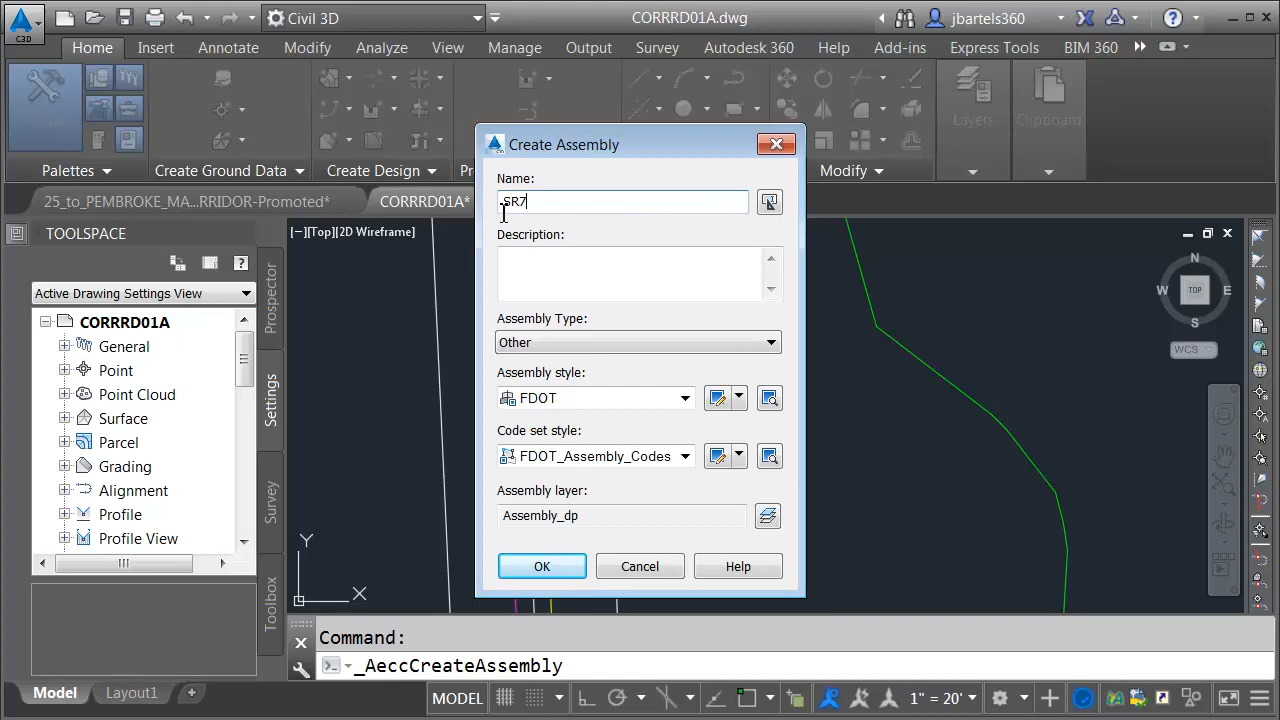 C3D
Civil 3D
CORRRD01A.dwg
jbartels360
Home
Insert
Annotate
Modify
Analyze
View
Manage
Output
Survey
Autodesk 360
Help
Add-ins
Express Tools
BIM 360
Layers
Clipboard
Palettes
Create Ground Data
Create Design
Modify
25_to_PEMBROKE_MA...RRIDOR-Promoted*
CORRRD01A*
Create Assembly
Name:
SR7
Description:
Assembly Type:
Other
Assembly style:
FDOT
Code set style:
FDOT_Assembly_Codes
Assembly layer:
Assembly_dp
OK
Cancel
Help
TOOLSPACE
Active Drawing Settings View
CORRRD01A
General
Point
Point Cloud
Surface
Parcel
Grading
Alignment
Profile
Profile View
Prospector
Settings
Survey
Toolbox
[−][Top][2D Wireframe]
N
W
TOP
E
S
WCS
Y
X
Command:
_AeccCreateAssembly
Model
Layout1
MODEL
1" = 20'